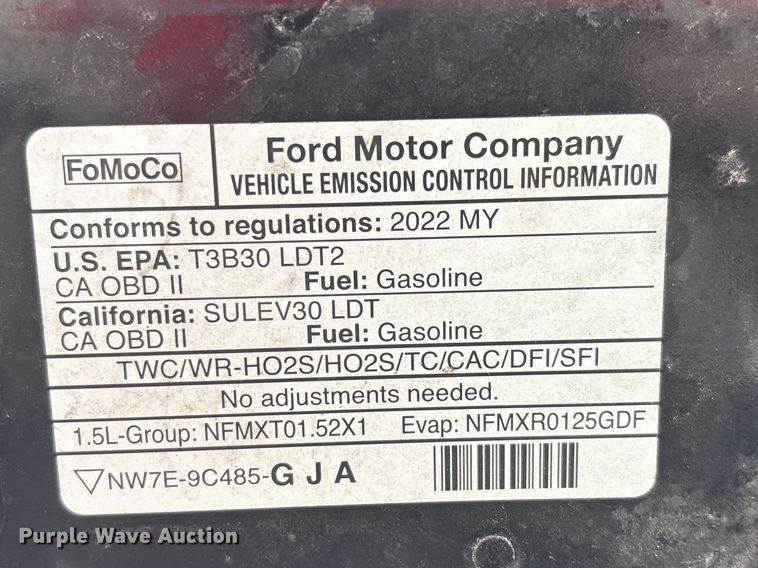 FoMoCo
Ford Motor Company
VEHICLE EMISSION CONTROL INFORMATION
Conforms to regulations: 2022 MY
U.S. EPA: T3B30 LDT2
CA OBD II Fuel: Gasoline
California: SULEV30 LDT
CA OBD II Fuel: Gasoline
TWC/WR-HO2S/HO2S/TC/CAC/DFI/SFI
No adjustments needed.
1.5L-Group: NFMXT01.52X1 Evap: NFMXR0125GDF
NW7E-9C485-G J A
Purple Wave Auction